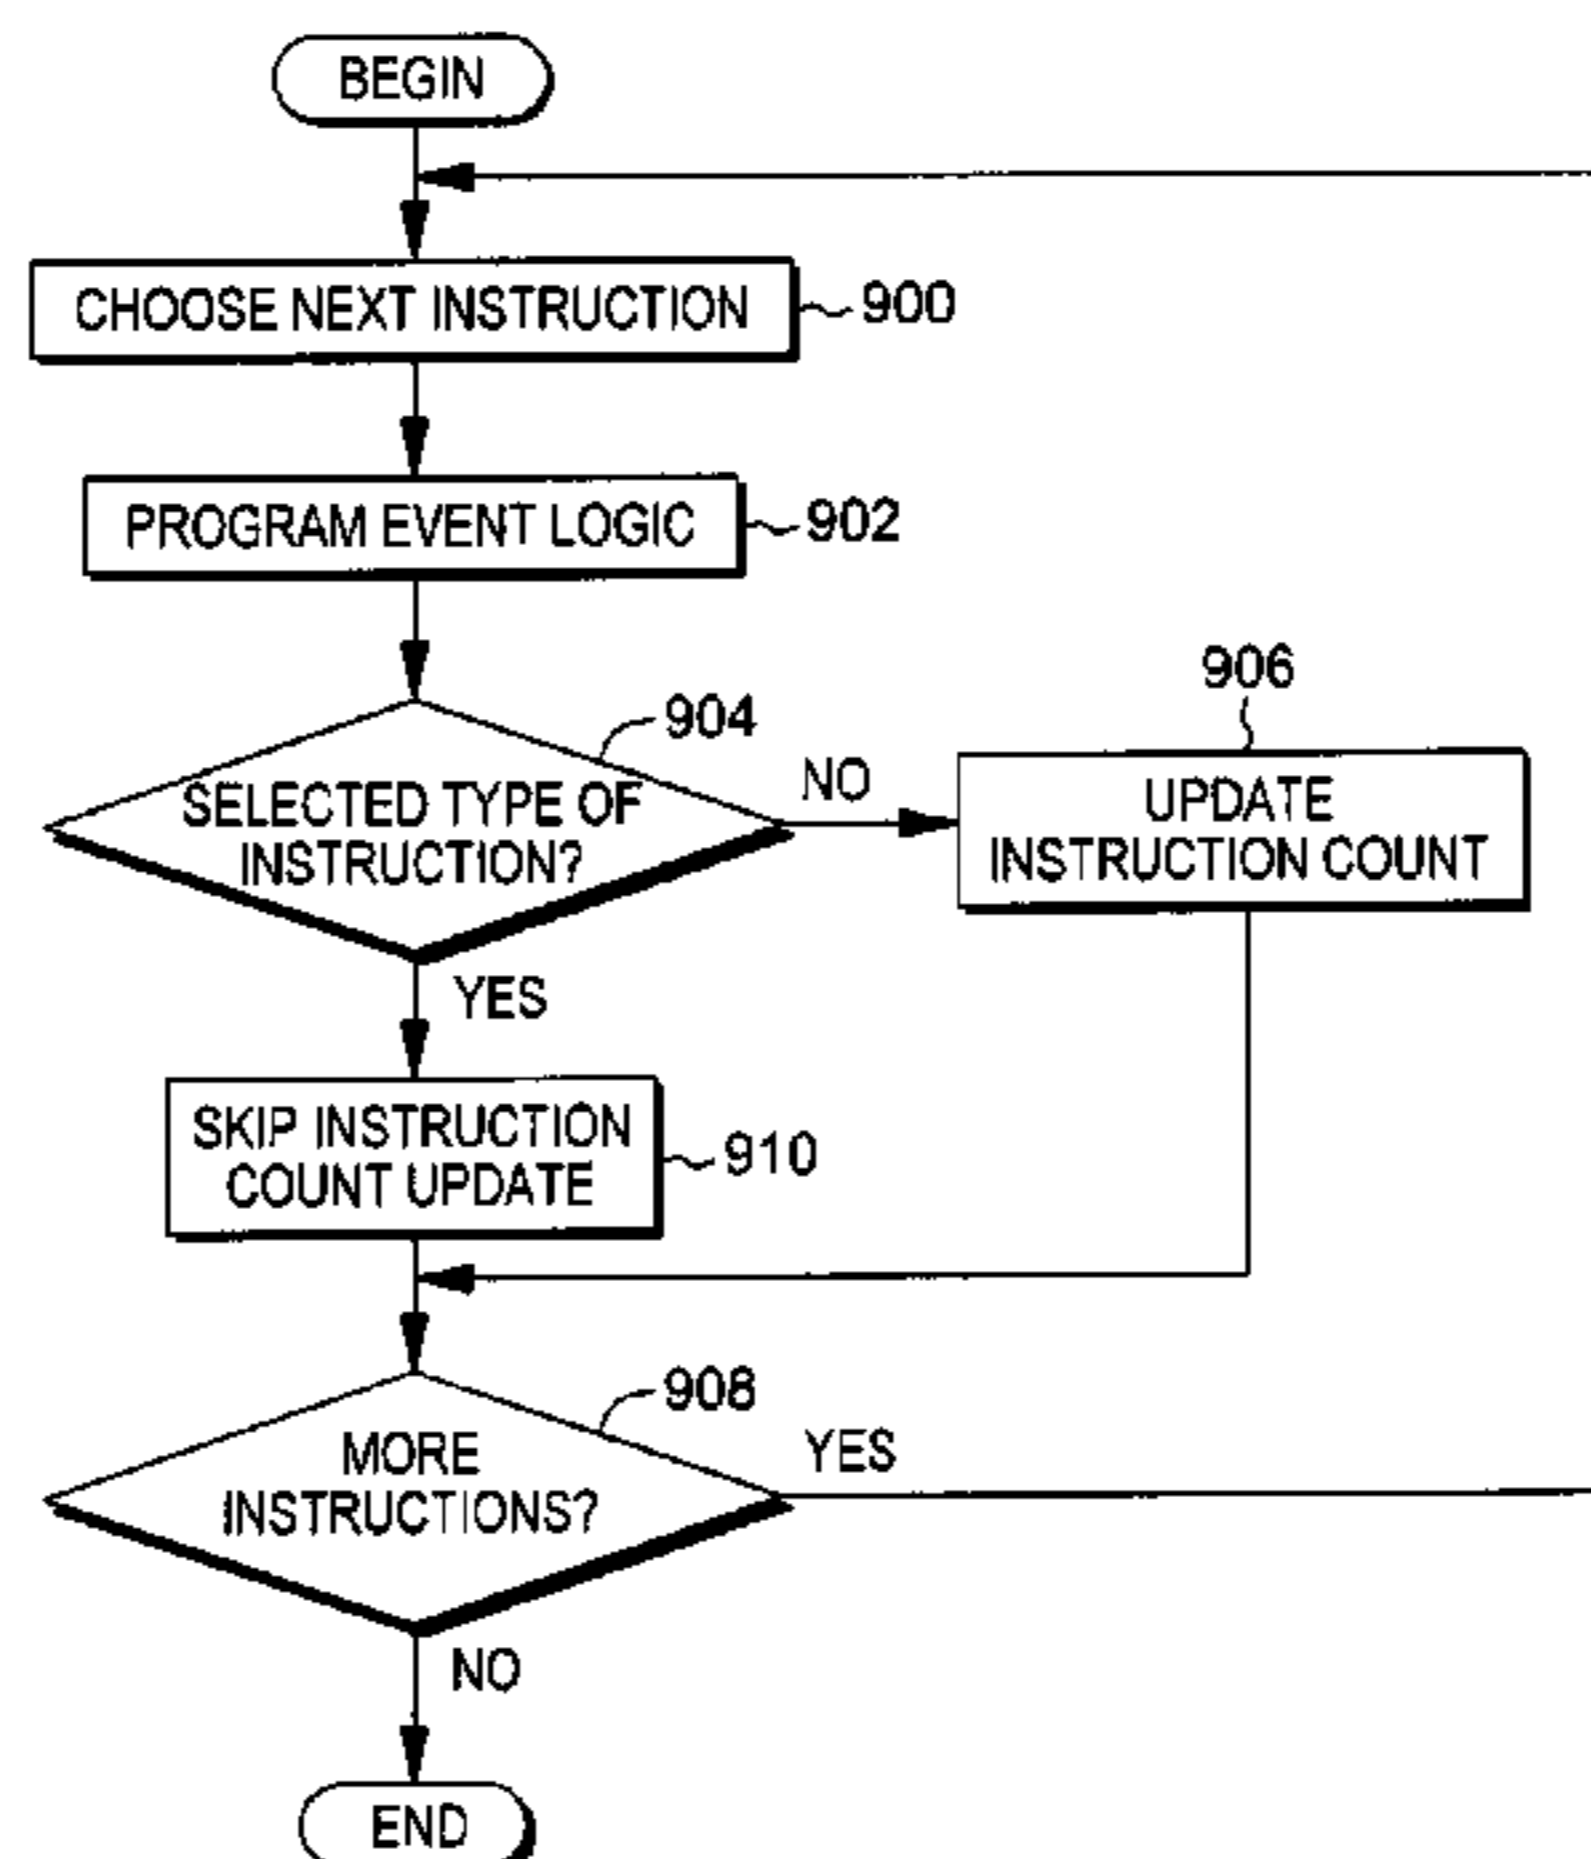 BEGIN
CHOOSE NEXT INSTRUCTION
900
PROGRAM EVENT LOGIC
902
904
SELECTED TYPE OF
INSTRUCTION?
NO
906
UPDATE
INSTRUCTION COUNT
YES
SKIP INSTRUCTION
COUNT UPDATE
910
908
MORE
INSTRUCTIONS?
YES
NO
END